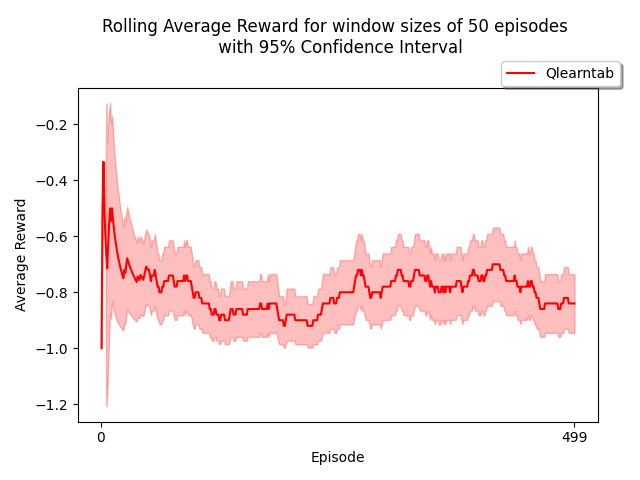 Rolling Average Reward for window sizes of 50 episodes
with 95% Confidence Interval
Qlearntab
−0.2
−0.4
−0.6
−0.8
−1.0
−1.2
Average Reward
0
499
Episode